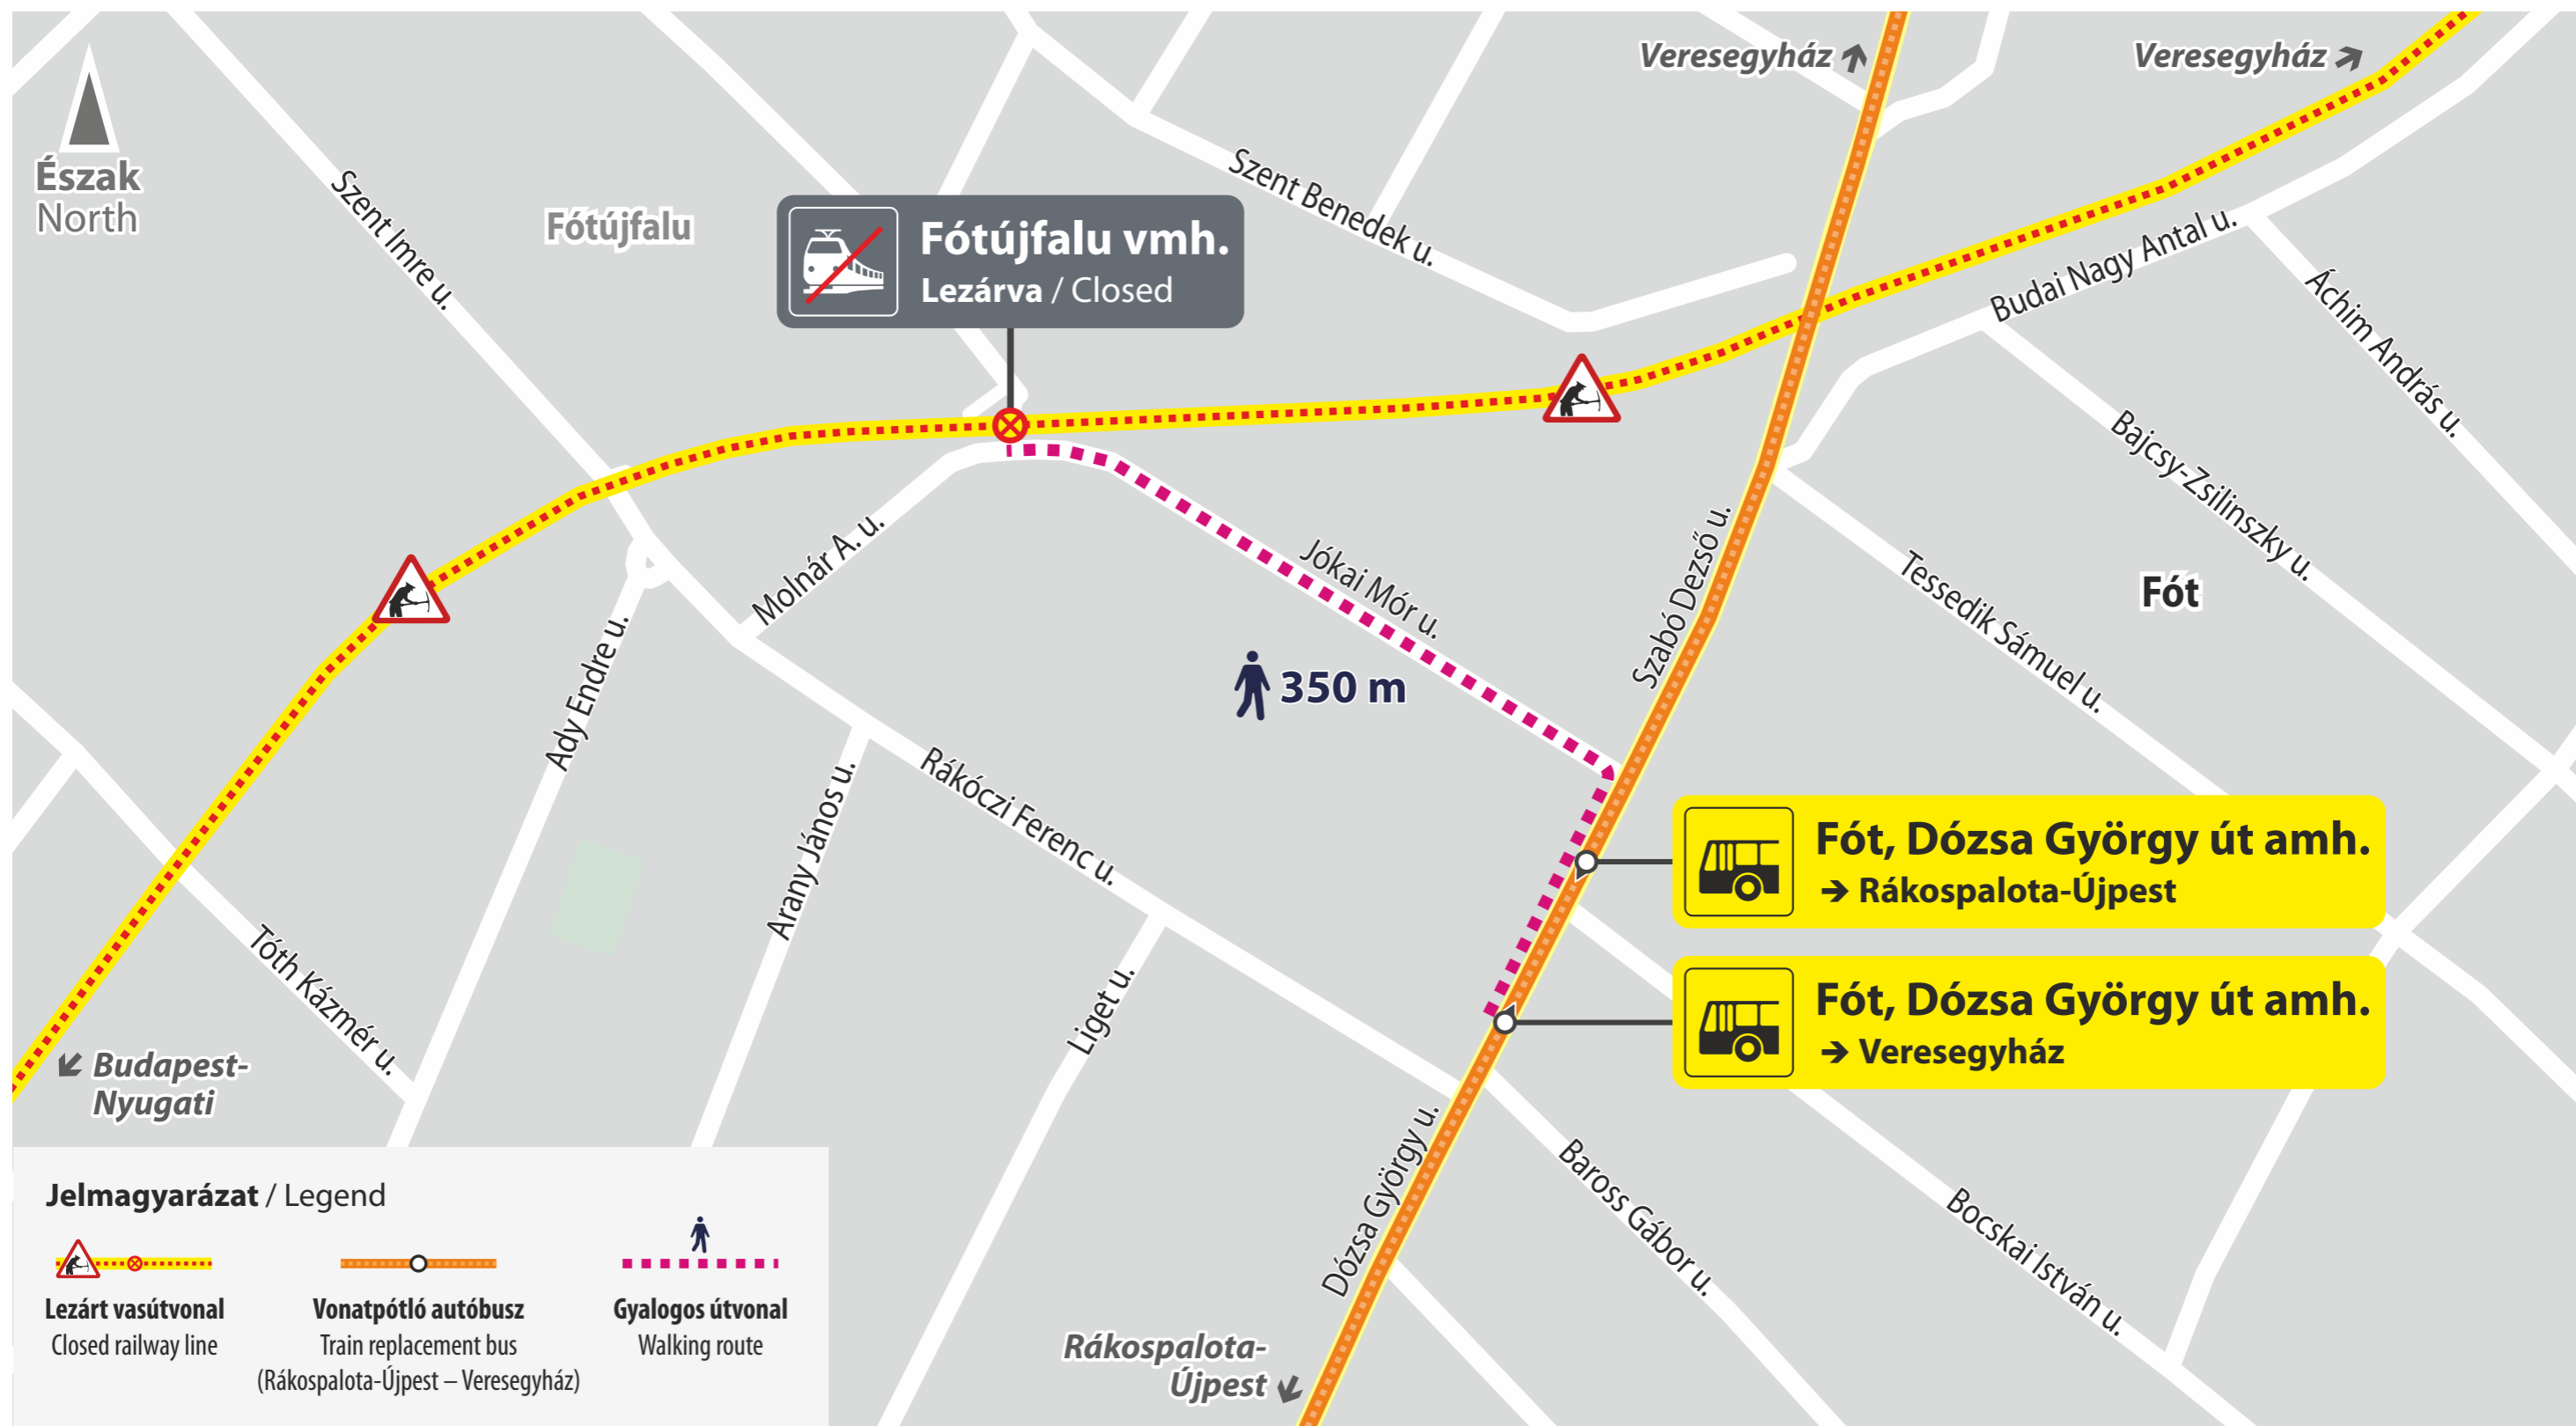 Veresegyház
Veresegyház
Észak
North
Szent Imre u.
Fótújfalu
Fótújfalu vmh.
Lezárva / Closed
Szent Benedek u.
Budai Nagy Antal u.
Áchim András u.
Bajcsy-Zsilinszky u.
Molnár A. u.
Jókai Mór u.
Szabó Dezső u.
Tessedik Sámuel u.
Fót
Ady Endre u.
350 m
Arany János u.
Rákóczi Ferenc u.
Fót, Dózsa György út amh.
→ Rákospalota-Újpest
Fót, Dózsa György út amh.
→ Veresegyház
Tóth Kázmér u.
Liget u.
Budapest-
Nyugati
Dózsa György u.
Baross Gábor u.
Bocskai István u.
Rákospalota-
Újpest
Jelmagyarázat / Legend
Lezárt vasútvonal
Closed railway line
Vonatpótló autóbusz
Train replacement bus
(Rákospalota-Újpest – Veresegyház)
Gyalogos útvonal
Walking route